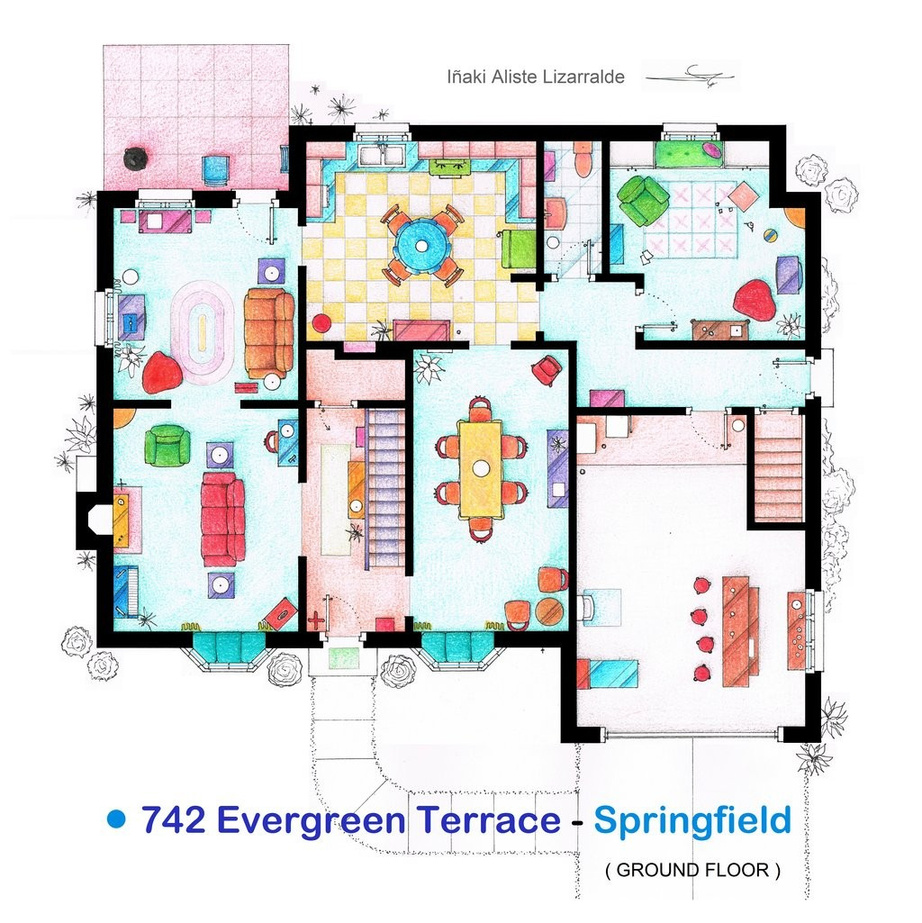 Iñaki Aliste Lizarralde
• 742 Evergreen Terrace - Springfield
( GROUND FLOOR )